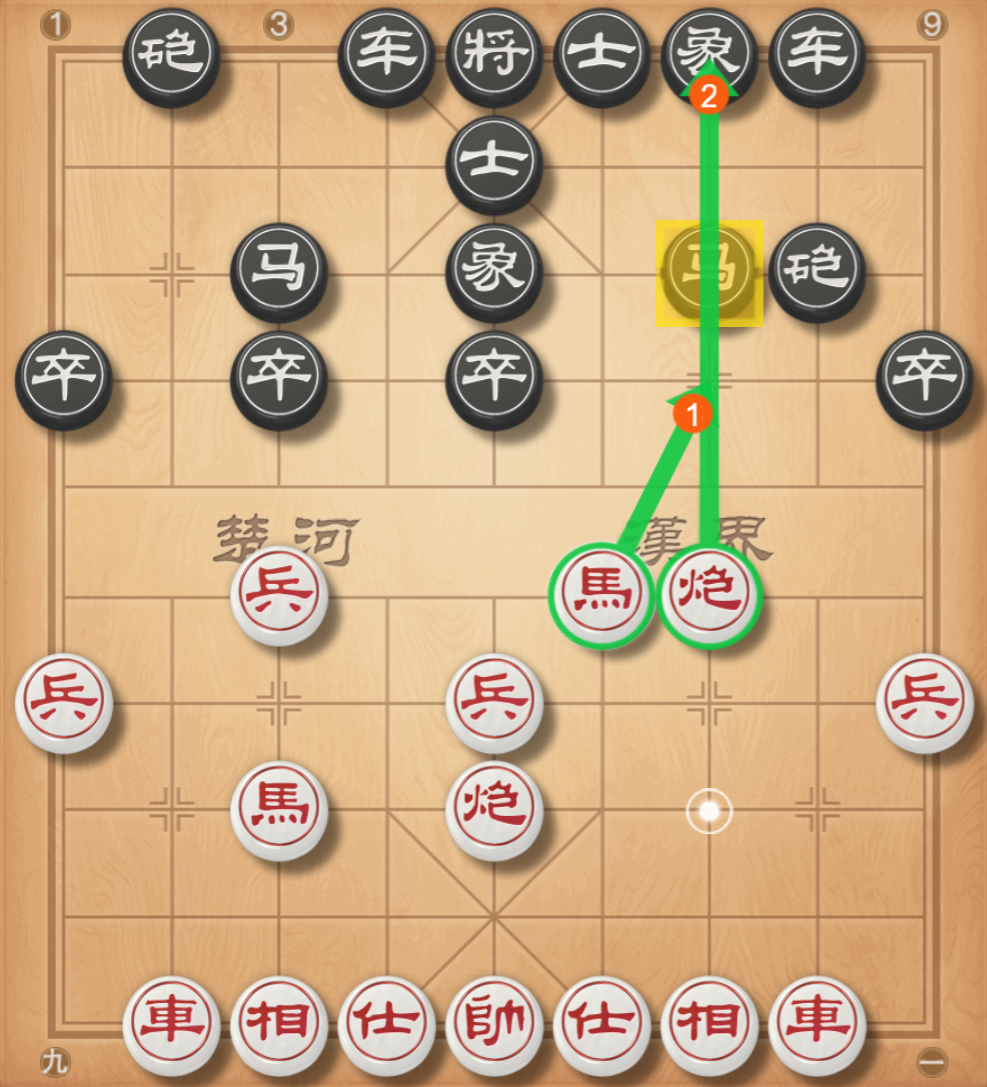 1 3 9
砲 车 將 士 象 车
2
士
马 象 马 砲
卒 卒 卒 卒
1
楚 河 漢 界
兵 馬 炮
兵 兵 兵
馬 炮
車 相 仕 帥 仕 相 車
九 一